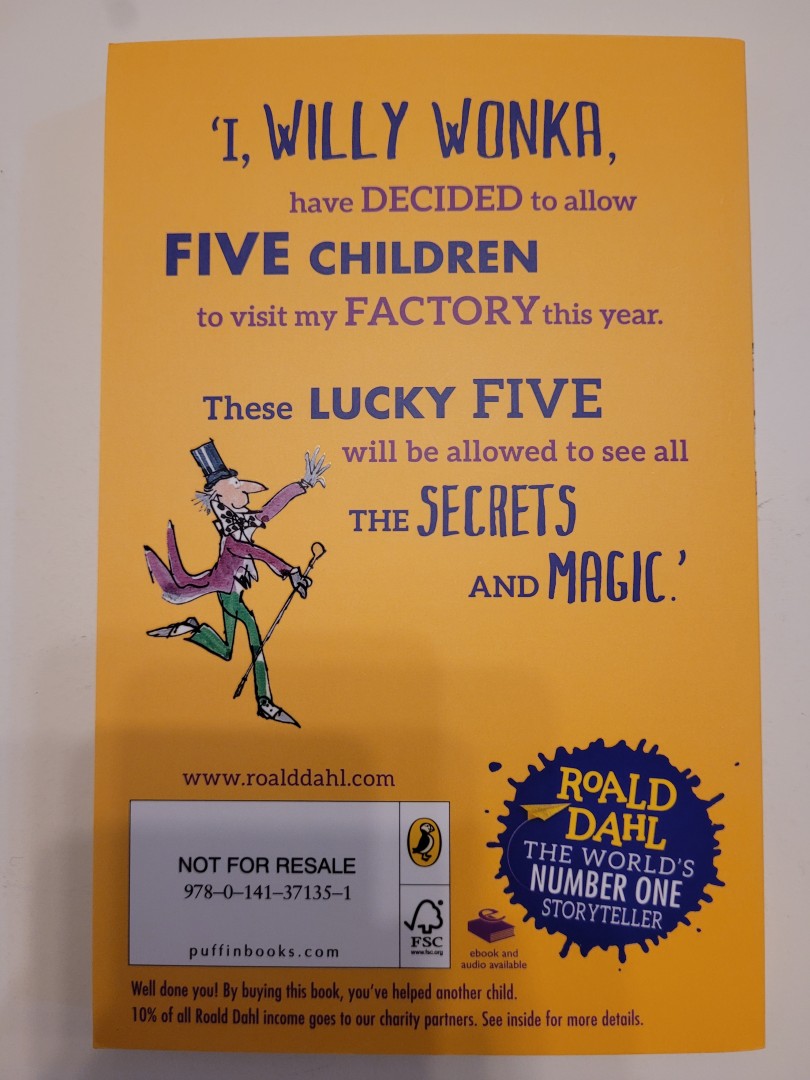 ‘I, WILLY WONKA,
have DECIDED to allow
FIVE CHILDREN
to visit my FACTORY this year.
These LUCKY FIVE
will be allowed to see all
THE SECRETS
AND MAGIC.’
www.roalddahl.com
NOT FOR RESALE
978–0–141–37135–1
puffinbooks.com
FSC
www.fsc.org
ebook and
audio available
ROALD
DAHL
THE WORLD'S
NUMBER ONE
STORYTELLER
Well done you! By buying this book, you've helped another child.
10% of all Roald Dahl income goes to our charity partners. See inside for more details.